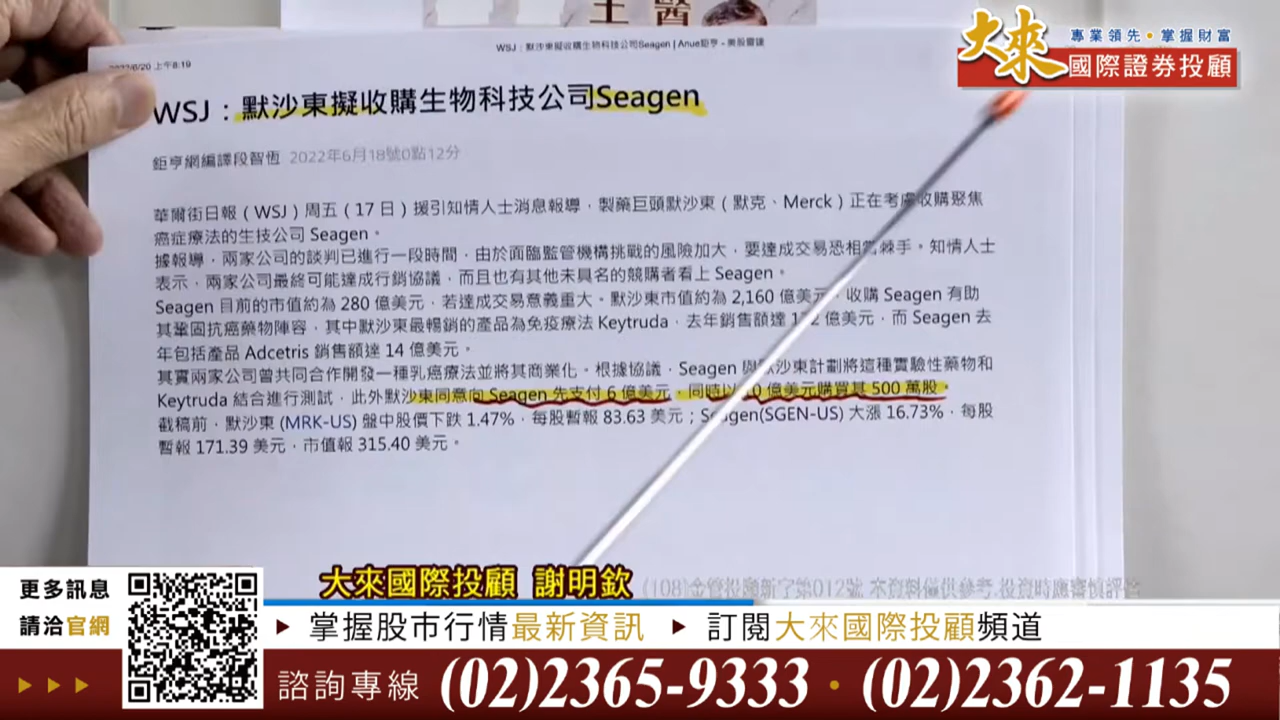 WSJ：默沙東擬收購生物科技公司Seagen | Anue鉅亨 - 美股雷達
大來
專業領先•掌握財富
國際證券投顧
上午8:19
WSJ：默沙東擬收購生物科技公司Seagen
鉅亨網編譯段智恆 2022年6月18號0點12分
華爾街日報（WSJ）周五（17 日）援引知情人士消息報導，製藥巨頭默沙東（默克、Merck）正在考慮收購聚焦
癌症療法的生技公司 Seagen。
據報導，兩家公司的談判已進行一段時間，由於面臨監管機構挑戰的風險加大，要達成交易恐相當棘手。知情人士
表示，兩家公司最終可能達成行銷協議，而且也有其他未具名的競購者看上 Seagen。
Seagen 目前的市值約為 280 億美元，若達成交易意義重大。默沙東市值約為 2,160 億美元，收購 Seagen 有助
其鞏固抗癌藥物陣容，其中默沙東最暢銷的產品為免疫療法 Keytruda，去年銷售額達 172 億美元，而 Seagen 去
年包括產品 Adcetris 銷售額達 14 億美元。
其實兩家公司曾共同合作開發一種乳癌療法並將其商業化。根據協議，Seagen 與默沙東計劃將這種實驗性藥物和
Keytruda 結合進行測試，此外默沙東同意向 Seagen 先支付 6 億美元，同時以 10 億美元購買其 500 萬股。
截稿前，默沙東 (MRK-US) 盤中股價下跌 1.47%，每股暫報 83.63 美元；Seagen(SGEN-US) 大漲 16.73%，每股
暫報 171.39 美元，市值報 315.40 美元。
大來國際投顧 謝明欽
(108)金管投顧新字第012號 本資料僅供參考,投資時應審慎評估
更多訊息
請洽官網
掌握股市行情最新資訊 訂閱大來國際投顧頻道
諮詢專線 (02)2365-9333 • (02)2362-1135